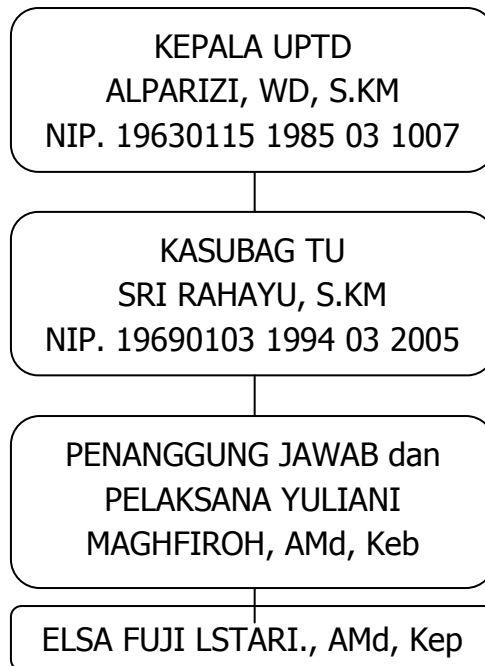 KEPALA UPTD
ALPARIZI, WD, S.KM
NIP. 19630115 1985 03 1007
KASUBAG TU
SRI RAHAYU, S.KM
NIP. 19690103 1994 03 2005
PENANGGUNG JAWAB dan
PELAKSANA YULIANI
MAGHFIROH, AMd, Keb
ELSA FUJI LSTARI., AMd, Kep